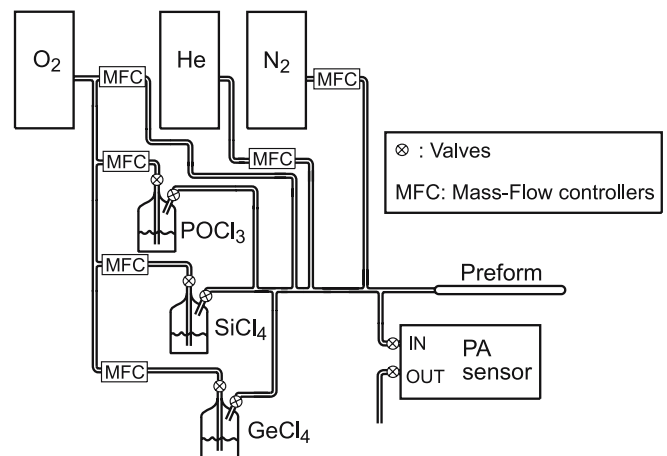 O2
He
N2
MFC
MFC
MFC
MFC
MFC
MFC
⊗ : Valves
MFC: Mass-Flow controllers
POCl3
SiCl4
GeCl4
Preform
IN
OUT
PA
sensor